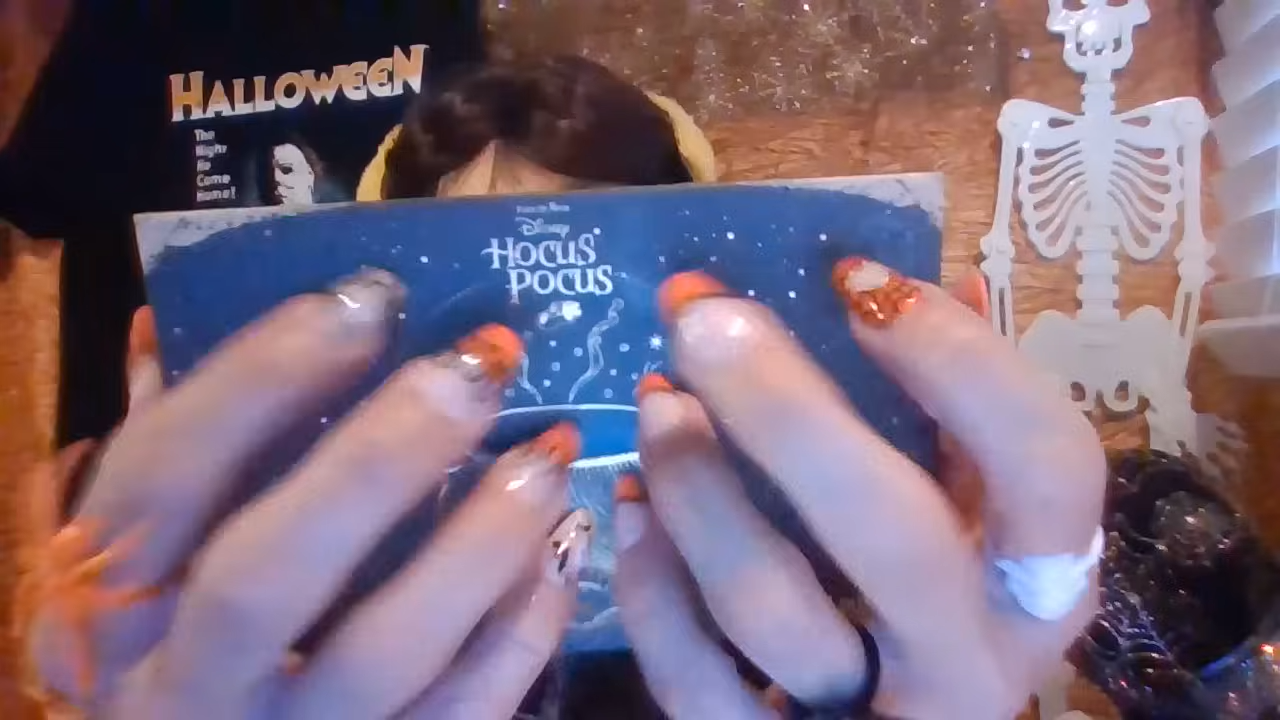 HALLOWEEN
The
Night
He
Came
Home!
Disney
HOCUS
POCUS